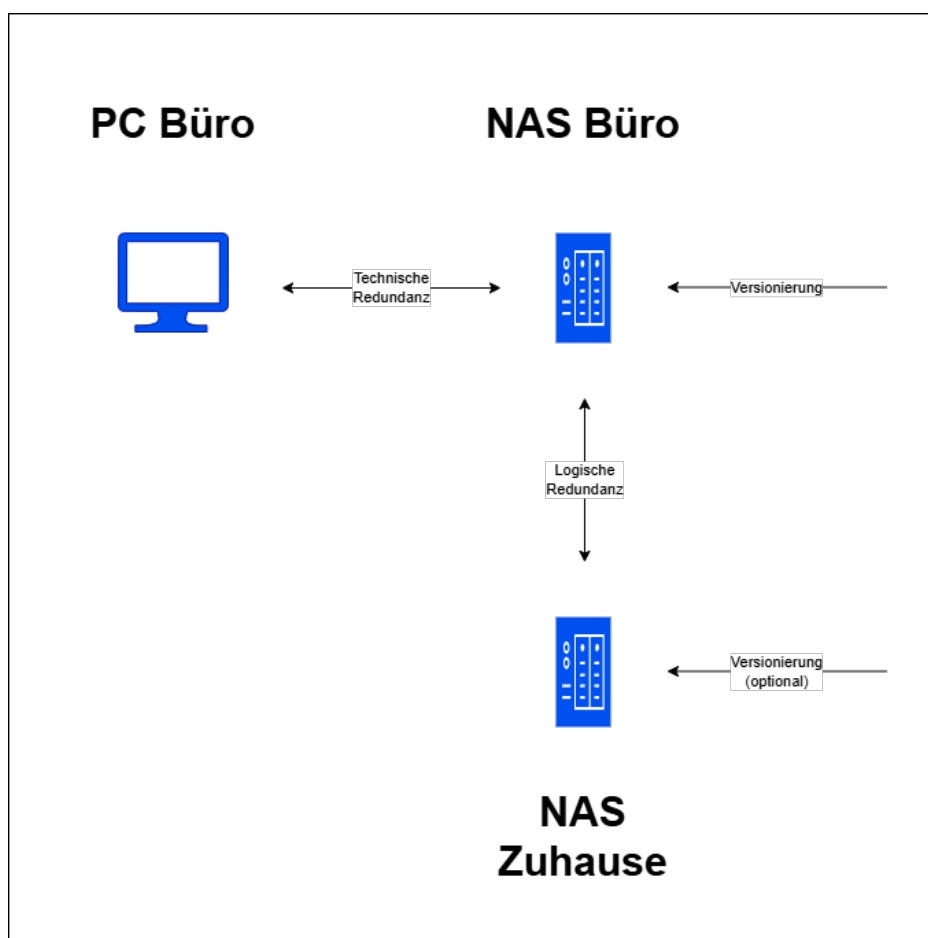 PC Büro
NAS Büro
Technische
Redundanz
Versionierung
Logische
Redundanz
Versionierung
(optional)
NAS
Zuhause